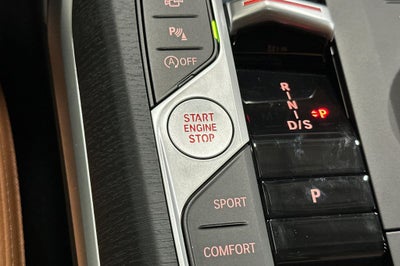 OFF
START
ENGINE
STOP
R
N
D/S
P
P
SPORT
COMFORT